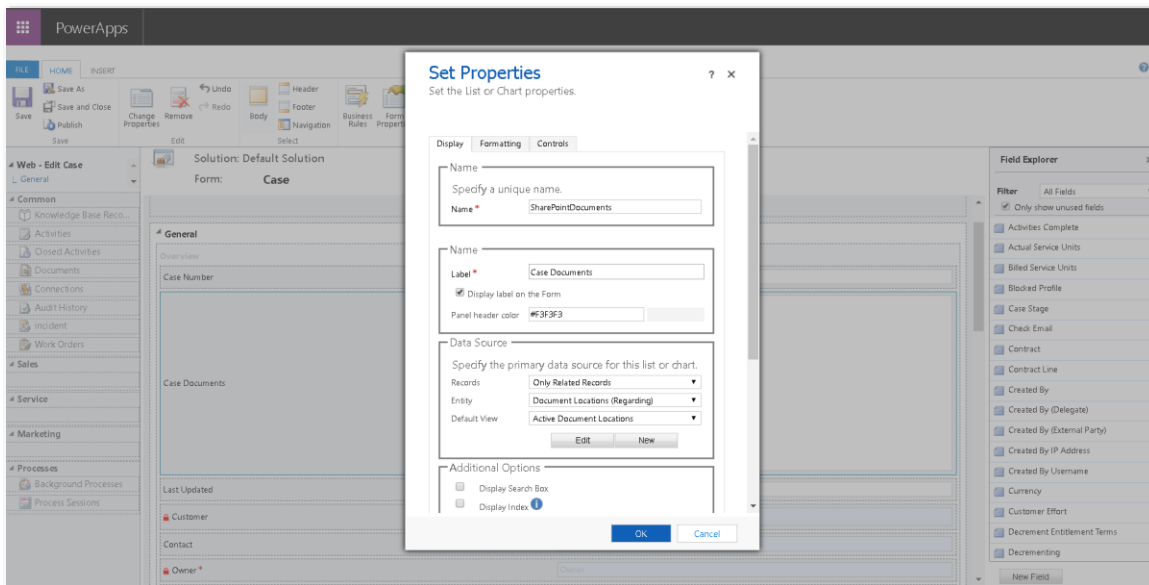 PowerApps
FILE HOME INSERT
Save
Save As
Save and Close
Publish
Save
Change Properties
Remove
Undo
Redo
Edit
Body
Header
Footer
Navigation
Select
Business Rules
Form
Web - Edit Case
General
Common
Knowledge Base Reco...
Activities
Closed Activities
Documents
Connections
Audit History
incident
Work Orders
Sales
Service
Marketing
Processes
Background Processes
Process Sessions
Solution: Default Solution
Form: Case
General
Overview
Case Number
Case Documents
Last Updated
Customer
Contact
Owner * Owner
Set Properties ?
Set the List or Chart properties.
Display Formatting Controls
Name
Specify a unique name.
Name * SharePointDocuments
Name
Label * Case Documents
Display label on the Form
Panel header color #F3F3F3
Data Source
Specify the primary data source for this list or chart.
Records Only Related Records
Entity Document Locations (Regarding)
Default View Active Document Locations
Edit New
Additional Options
Display Search Box
Display Index
OK Cancel
Field Explorer
Filter All Fields
Only show unused fields
Activities Complete
Actual Service Units
Billed Service Units
Blocked Profile
Case Stage
Check Email
Contract
Contract Line
Created By
Created By (Delegate)
Created By (External Party)
Created By IP Address
Created By Username
Currency
Customer Effort
Decrement Entitlement Terms
Decrementing
New Field